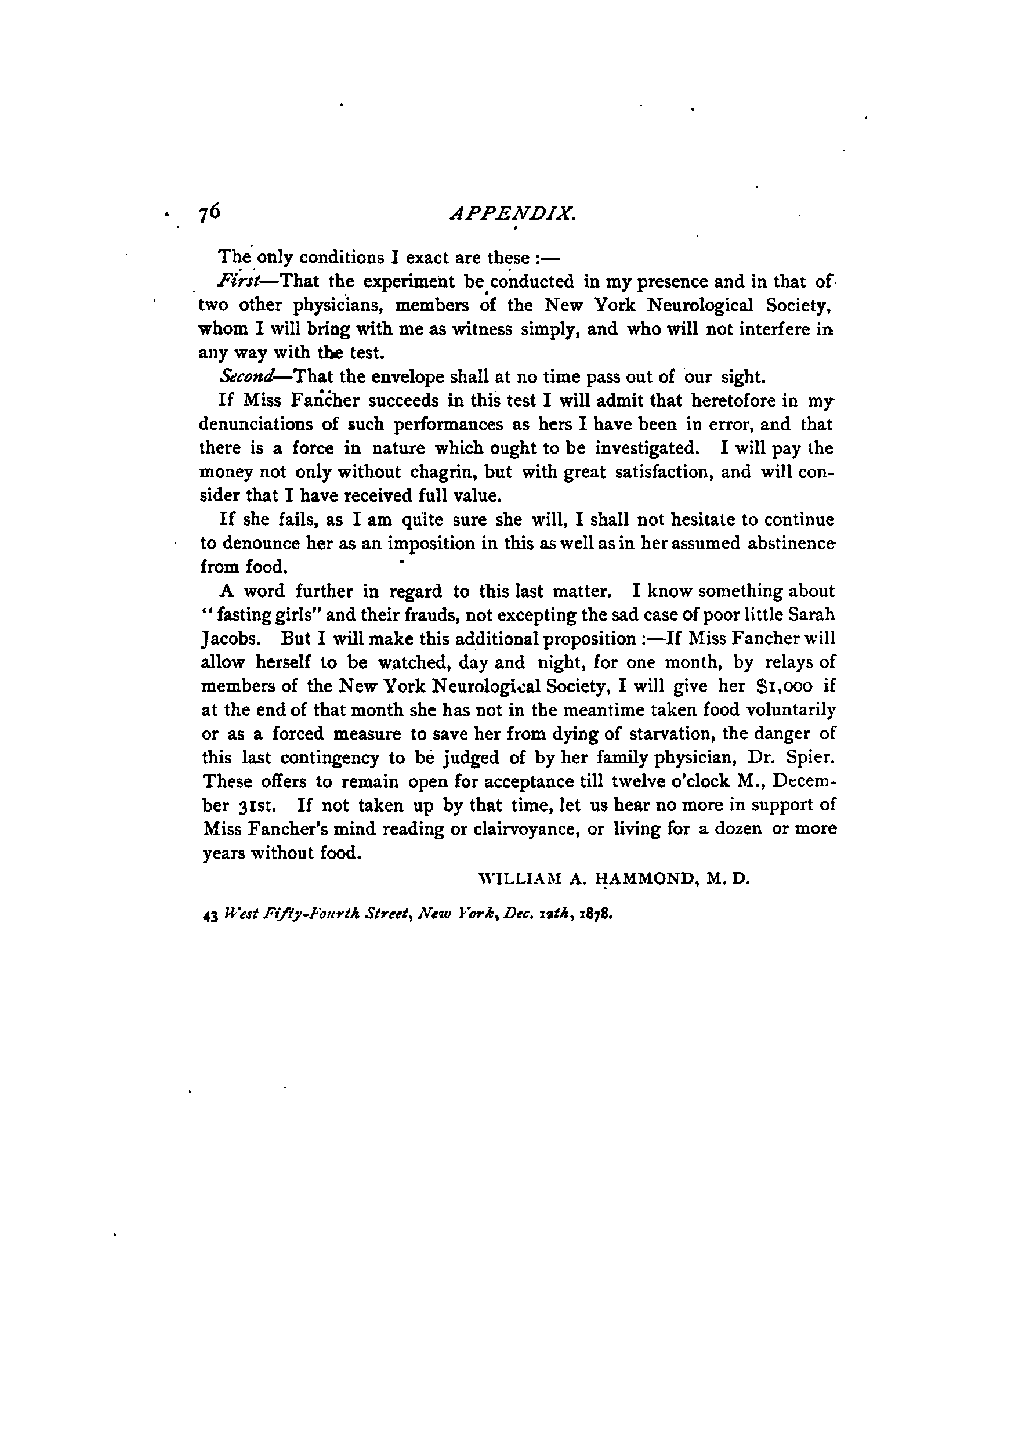 76 APPENDIX.
The only conditions I exact are these :—
First—That the experiment be conducted in my presence and in that of
two other physicians, members of the New York Neurological Society,
whom I will bring with me as witness simply, and who will not interfere in
any way with the test.
Second—That the envelope shall at no time pass out of our sight.
If Miss Fancher succeeds in this test I will admit that heretofore in my
denunciations of such performances as hers I have been in error, and that
there is a force in nature which ought to be investigated. I will pay the
money not only without chagrin, but with great satisfaction, and will con-
sider that I have received full value.
If she fails, as I am quite sure she will, I shall not hesitate to continue
to denounce her as an imposition in this as well as in her assumed abstinence
from food.
A word further in regard to this last matter. I know something about
“fasting girls” and their frauds, not excepting the sad case of poor little Sarah
Jacobs. But I will make this additional proposition :—If Miss Fancher will
allow herself to be watched, day and night, for one month, by relays of
members of the New York Neurological Society, I will give her $1,000 if
at the end of that month she has not in the meantime taken food voluntarily
or as a forced measure to save her from dying of starvation, the danger of
this last contingency to be judged of by her family physician, Dr. Spier.
These offers to remain open for acceptance till twelve o'clock M., Decem-
ber 31st. If not taken up by that time, let us hear no more in support of
Miss Fancher's mind reading or clairvoyance, or living for a dozen or more
years without food.
WILLIAM A. HAMMOND, M. D.
43 West Fifty-Fourth Street, New York, Dec. 12th, 1878.